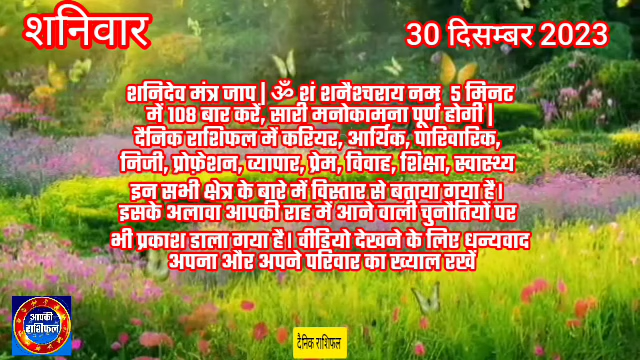 शनिवार
30 दिसम्बर 2023
शनिदेव मंत्र जाप| ॐ शं शनैश्चराय नम 5 मिनट
में 108 बार करें, सारी मनोकामना पूर्ण होगी |
दैनिक राशिफल में करियर, आर्थिक, पारिवारिक,
निजी, प्रोफ़ेशन, व्यापार, प्रेम, विवाह, शिक्षा, स्वास्थ्य
इन सभी क्षेत्र के बारे में विस्तार से बताया गया है।
इसके अलावा आपकी राह में आने वाली चुनौतियों पर
भी प्रकाश डाला गया है। वीडियो देखने के लिए धन्यवाद
अपना और अपने परिवार का ख्याल रखें
आपकी
राशिफल
दैनिक राशिफल